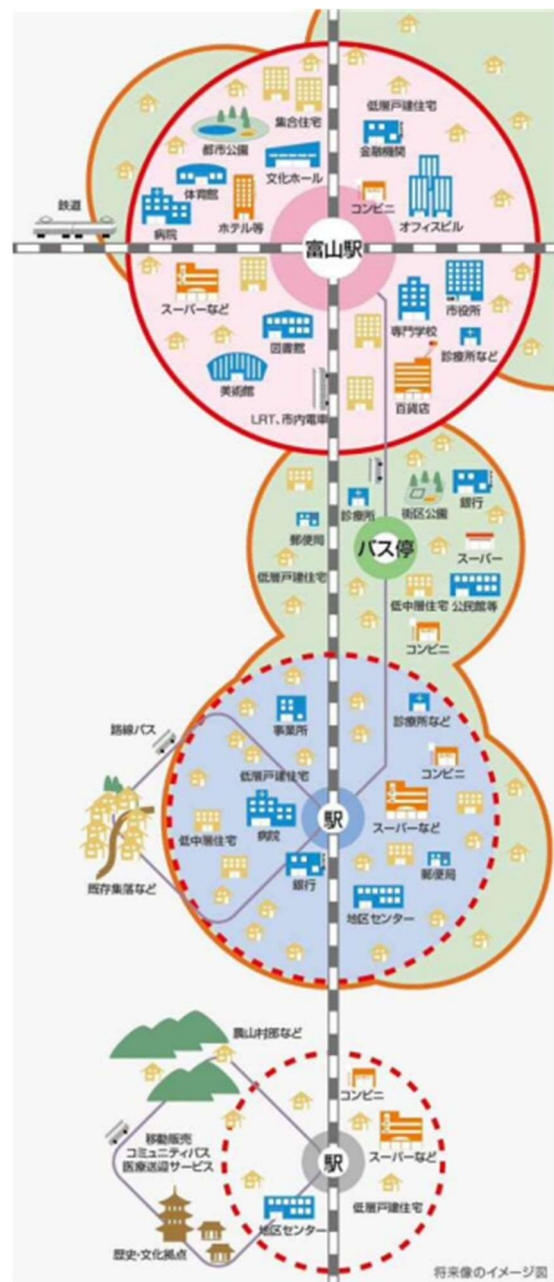 集合住宅
低層戸建住宅
都市公園
金融機関
文化ホール
体育館
鉄道
病院
ホテル等
コンビニ
オフィスビル
富山駅
スーパーなど
専門学校
市役所
図書館
診療所など
美術館
百貨店
LRT、市内電車
診療所
街区公園
銀行
郵便局
バス停
スーパー
低層戸建住宅
低中層住宅
公民館等
コンビニ
診療所など
事業所
路線バス
コンビニ
低層戸建住宅
駅
スーパーなど
低中層住宅
病院
郵便局
既存集落など
銀行
地区センター
農山村部など
コンビニ
移動販売
コミュニティバス
医療送迎サービス
駅
スーパーなど
低層戸建住宅
地区センター
歴史・文化拠点
将来像のイメージ図